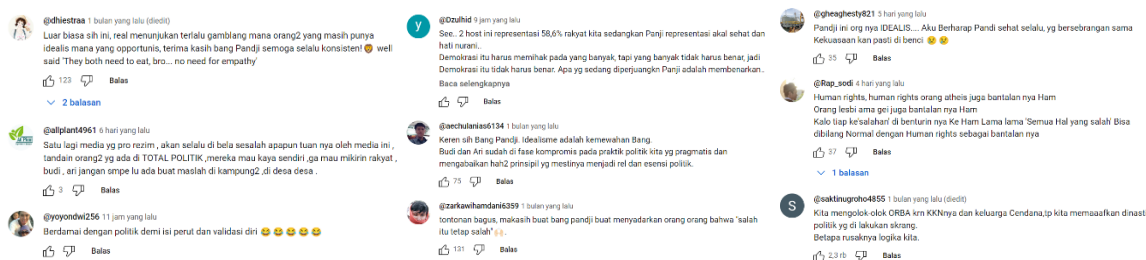 @dhiestraa 1 bulan yang lalu (diedit)
Luar biasa sih ini, real menunjukan terlalu gamblang mana orang2 yang masih punya
idealis mana yang opportunis, terima kasih bang Pandji semoga selalu konsisten!🦁 well
said 'They both need to eat, bro... no need for empathy'
123 Balas
2 balasan
@allplant4961 6 hari yang lalu
Satu lagi media yg pro rezim , akan selalu di bela sesalah apapun tuan nya oleh media ini ,
tandain orang2 yg ada di TOTAL POLITIK ,mereka mau kaya sendiri ,ga mau mikirin rakyat ,
budi , ari jangan smpe lu ada buat maslah di kampung2 ,di desa desa .
3 Balas
@yoyondwi256 11 jam yang lalu
Berdamai dengan politik demi isi perut dan validasi diri 😂😂😂😂😂
Balas
y
@Dzulhid 9 jam yang lalu
See.. 2 host ini representasi 58,6% rakyat kita sedangkan Panji representasi akal sehat dan
hati nurani..
Demokrasi itu harus memihak pada yang banyak, tapi yang banyak tidak harus benar, jadi
Demokrasi itu tidak harus benar. Apa yg sedang diperjuangkn Panji adalah membenarkan..
Baca selengkapnya
Balas
@aechulanias6134 1 bulan yang lalu
Keren sih Bang Pandji. Idealisme adalah kemewahan Bang.
Budi dan Ari sudah di fase kompromis pada praktik politik kita yg pragmatis dan
mengabaikan hah2 prinsipil yg mestinya menjadi rel dan esensi politik.
75 Balas
@zarkawihamdani6359 1 bulan yang lalu
tontonan bagus, makasih buat bang pandji buat menyadarkan orang orang bahwa 'salah
itu tetap salah'🙌🏻.
131 Balas
@gheaghesty821 5 hari yang lalu
Pandji ini org nya IDEALIS.... Aku Berharap Pandi sehat selalu, yg bersebrangan sama
Kekuasaan kan pasti di benci 😢😢
35 Balas
@Rap_sodi 4 hari yang lalu
Human rights, human rights orang atheis juga bantalan nya Ham
Orang lesbi ama gei juga bantalan nya Ham
Kalo tiap ke'salahan' di benturin nya Ke Ham Lama lama 'Semua Hal yang salah' Bisa
dibilang Normal dengan Human rights sebagai bantalan nya
37 Balas
1 balasan
S
@saktinugroho4855 1 bulan yang lalu (diedit)
Kita mengolok-olok ORBA krn KKNnya dan keluarga Cendana,tp kita memaaafkan dinasti
politik yg di lakukan skrang.
Betapa rusaknya logika kita.
2,3 rb Balas